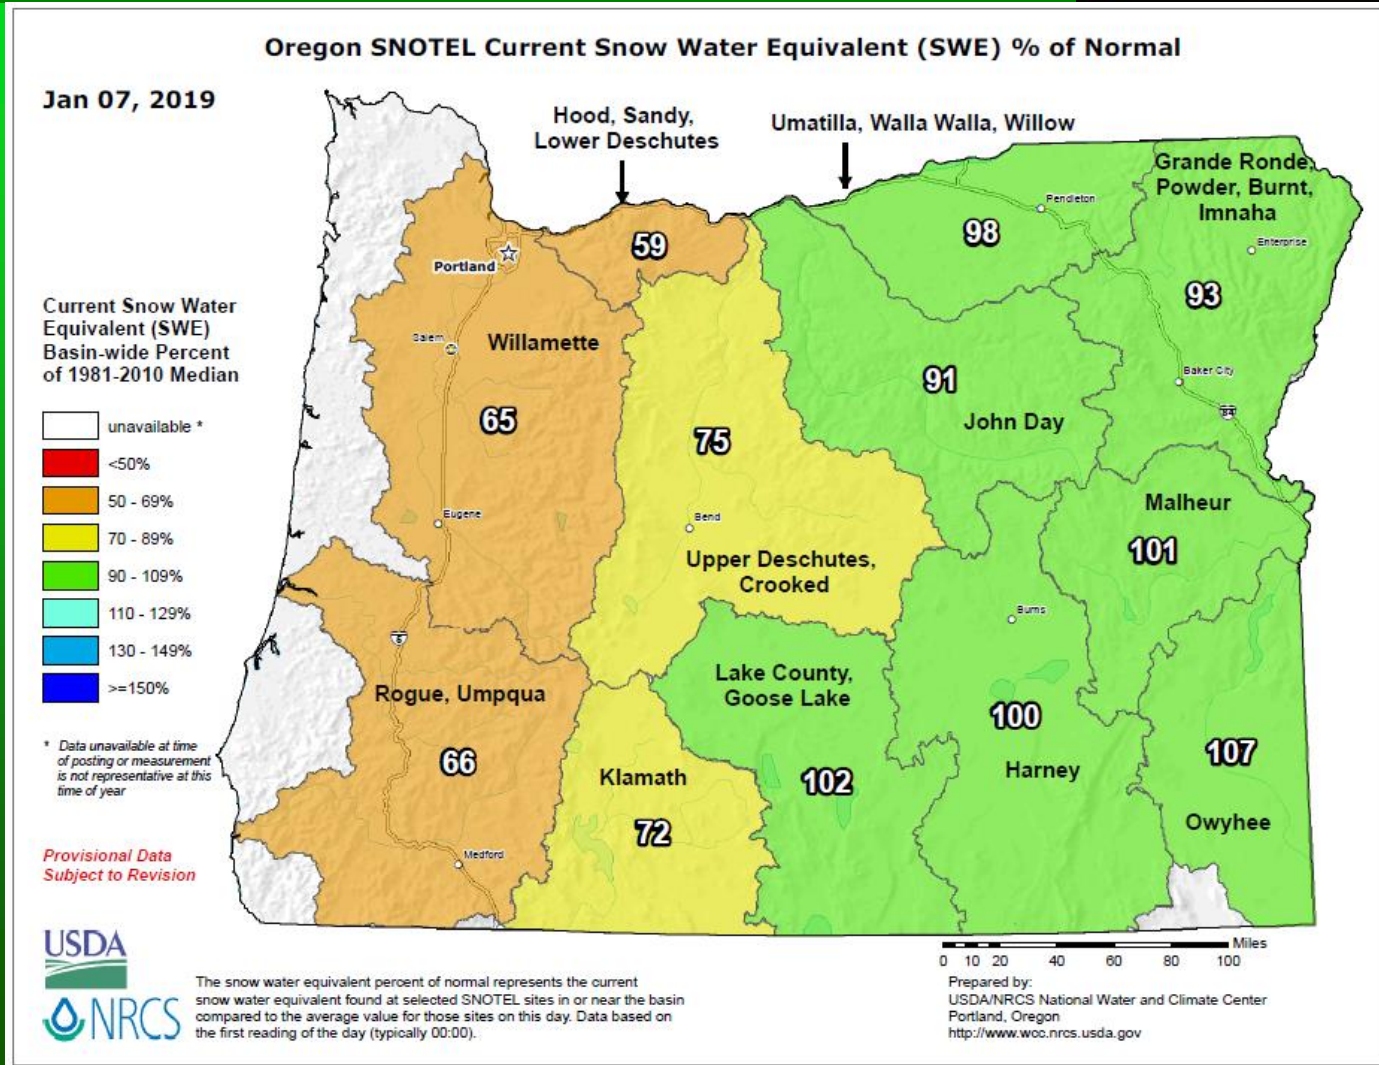 Oregon SNOTEL Current Snow Water Equivalent (SWE) % of Normal
Jan 07, 2019
Hood, Sandy,
Lower Deschutes
Umatilla, Walla Walla, Willow
Grande Ronde,
Powder, Burnt,
Imnaha
Pendleton
Enterprise
59
98
93
Portland
Current Snow Water
Equivalent (SWE)
Basin-wide Percent
of 1981-2010 Median
unavailable *
<50%
50 - 69%
70 - 89%
90 - 109%
110 - 129%
130 - 149%
>=150%
* Data unavailable at time
of posting or measurement
is not representative at this
time of year
Provisional Data
Subject to Revision
Salem
Willamette
65
Eugene
75
Bend
Upper Deschutes,
Crooked
91
John Day
Baker City
84
Malheur
101
Burns
5
Rogue, Umpqua
66
Medford
Klamath
72
Lake County,
Goose Lake
102
100
Harney
107
Owyhee
USDA
NRCS
The snow water equivalent percent of normal represents the current
snow water equivalent found at selected SNOTEL sites in or near the basin
compared to the average value for those sites on this day. Data based on
the first reading of the day (typically 00:00).
Miles
0 10 20 40 60 80 100
Prepared by:
USDA/NRCS National Water and Climate Center
Portland, Oregon
http://www.wcc.nrcs.usda.gov